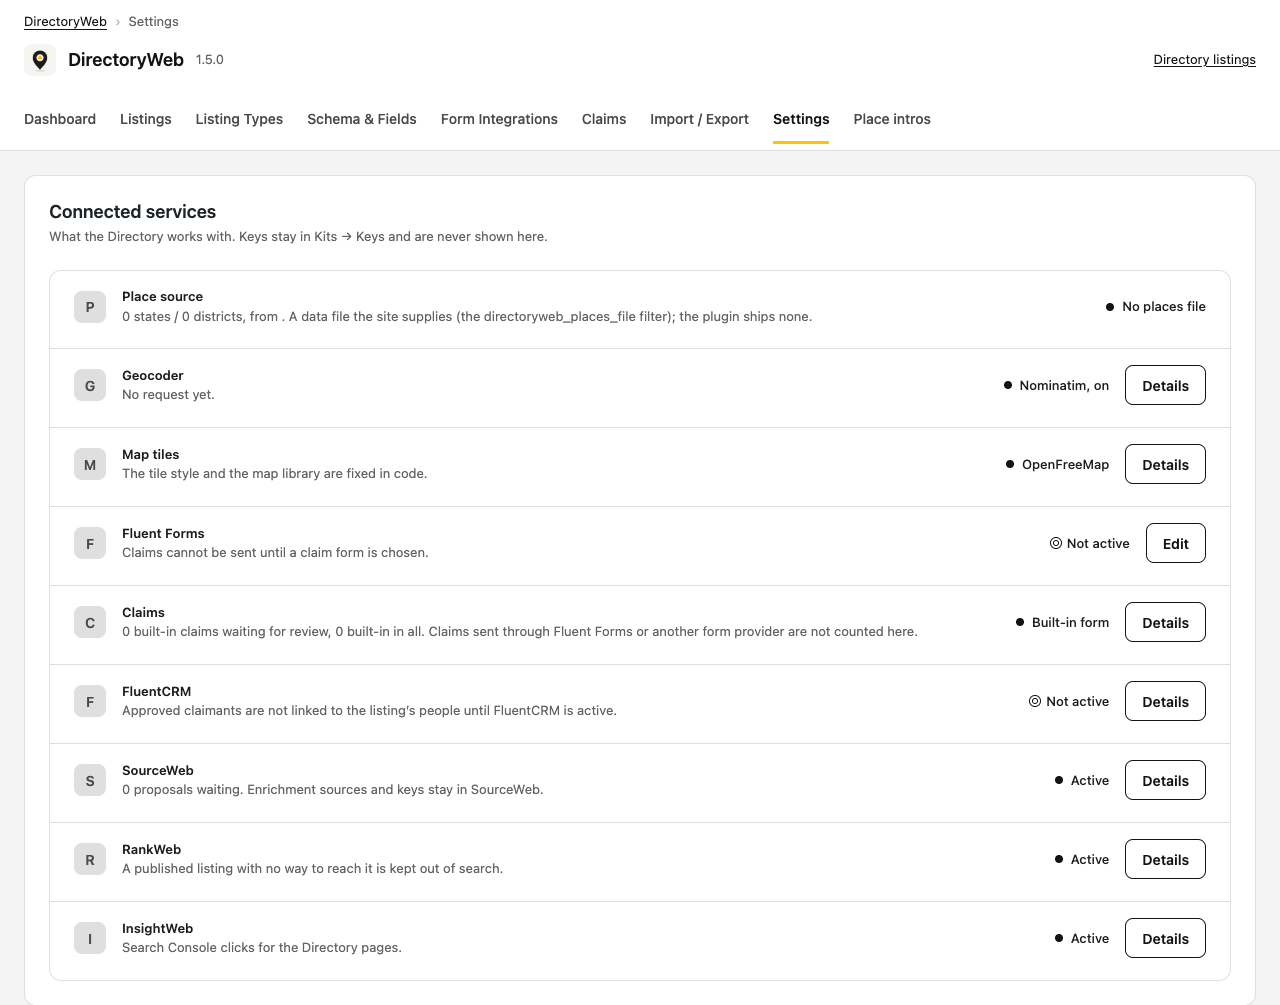 DirectoryWeb › Settings
DirectoryWeb 1.5.0
Directory listings
Dashboard Listings Listing Types Schema & Fields Form Integrations Claims Import / Export Settings Place intros
Connected services
What the Directory works with. Keys stay in Kits → Keys and are never shown here.
P
Place source
0 states / 0 districts, from . A data file the site supplies (the directoryweb_places_file filter); the plugin ships none.
No places file
G
Geocoder
No request yet.
Nominatim, on
Details
M
Map tiles
The tile style and the map library are fixed in code.
OpenFreeMap
Details
F
Fluent Forms
Claims cannot be sent until a claim form is chosen.
Not active
Edit
C
Claims
0 built-in claims waiting for review, 0 built-in in all. Claims sent through Fluent Forms or another form provider are not counted here.
Built-in form
Details
F
FluentCRM
Approved claimants are not linked to the listing’s people until FluentCRM is active.
Not active
Details
S
SourceWeb
0 proposals waiting. Enrichment sources and keys stay in SourceWeb.
Active
Details
R
RankWeb
A published listing with no way to reach it is kept out of search.
Active
Details
I
InsightWeb
Search Console clicks for the Directory pages.
Active
Details